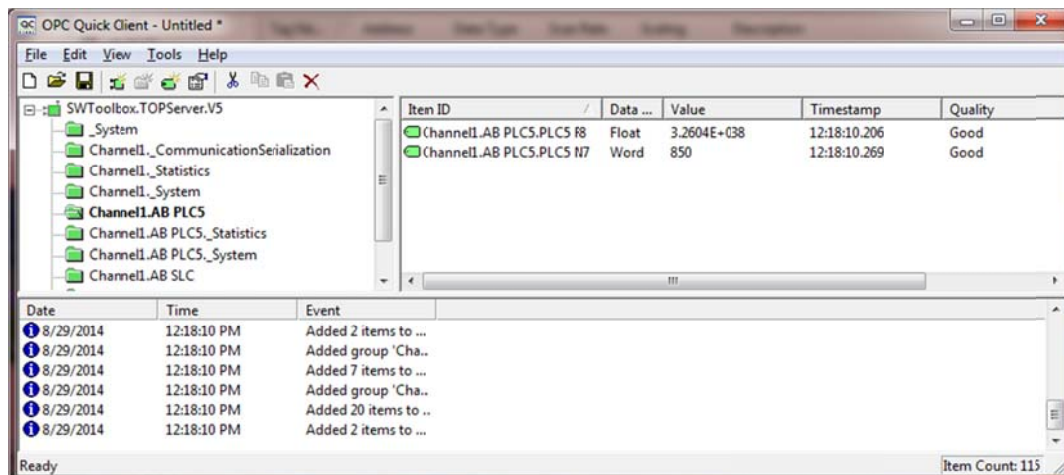 OPC Quick Client - Untitled *
File Edit View Tools Help
SWToolbox.TOPServer.V5
_System
Channel1._CommunicationSerialization
Channel1._Statistics
Channel1._System
Channel1.AB PLC5
Channel1.AB PLC5._Statistics
Channel1.AB PLC5._System
Channel1.AB SLC
Item ID / Data ... Value Timestamp Quality
Channel1.AB PLC5.PLC5 F8 Float 3.2604E+038 12:18:10.206 Good
Channel1.AB PLC5.PLC5 N7 Word 850 12:18:10.269 Good
Date Time Event
8/29/2014 12:18:10 PM Added 2 items to ...
8/29/2014 12:18:10 PM Added group 'Cha..
8/29/2014 12:18:10 PM Added 7 items to ...
8/29/2014 12:18:10 PM Added group 'Cha..
8/29/2014 12:18:10 PM Added 20 items to ..
8/29/2014 12:18:10 PM Added 2 items to ...
Ready Item Count: 115